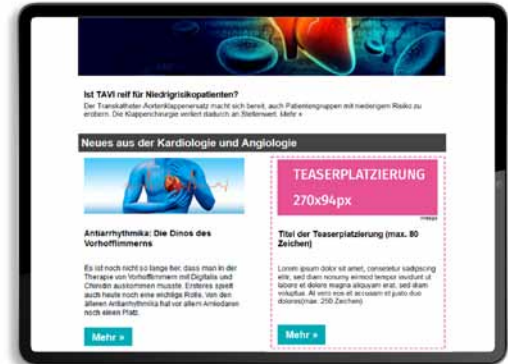 Ist TAVI reif für Niedrigrisikopatienten?
Der Transkatheter-Aortenklappenersatz macht sich bereit, auch Patientengruppen mit niederigem Risiko zu
erobern. Die Klappenchirurgie verliert dadurch an Stellenwert. Mehr »
Neues aus der Kardiologie und Angiologie
Antiarrhythmika: Die Dinos des
Vorhofflimmerns
Es ist noch nicht so lange her, dass man in der
Therapie von Vorhofflimmern mit Digitalis und
Chinidin auskommen musste. Ersteres spielt
auch heute noch eine wichtige Rolle. Von den
älteren Antiarrhythmika hat vor allem Amiodaron
noch einen Platz.
Mehr »
TEASERPLATZIERUNG
270x94px
Titel der Teaserplatzierung (max. 80
Zeichen)
Lorem ipsum dolor sit amet, consetetur sadipscing
elitr, sed diam nonumy eirmod tempor invidunt ut
labore et dolore magna aliquyam erat, sed diam
voluptua. At vero eos et accusam et justo duo
dolores(max. 250 Zeichen)
Mehr »